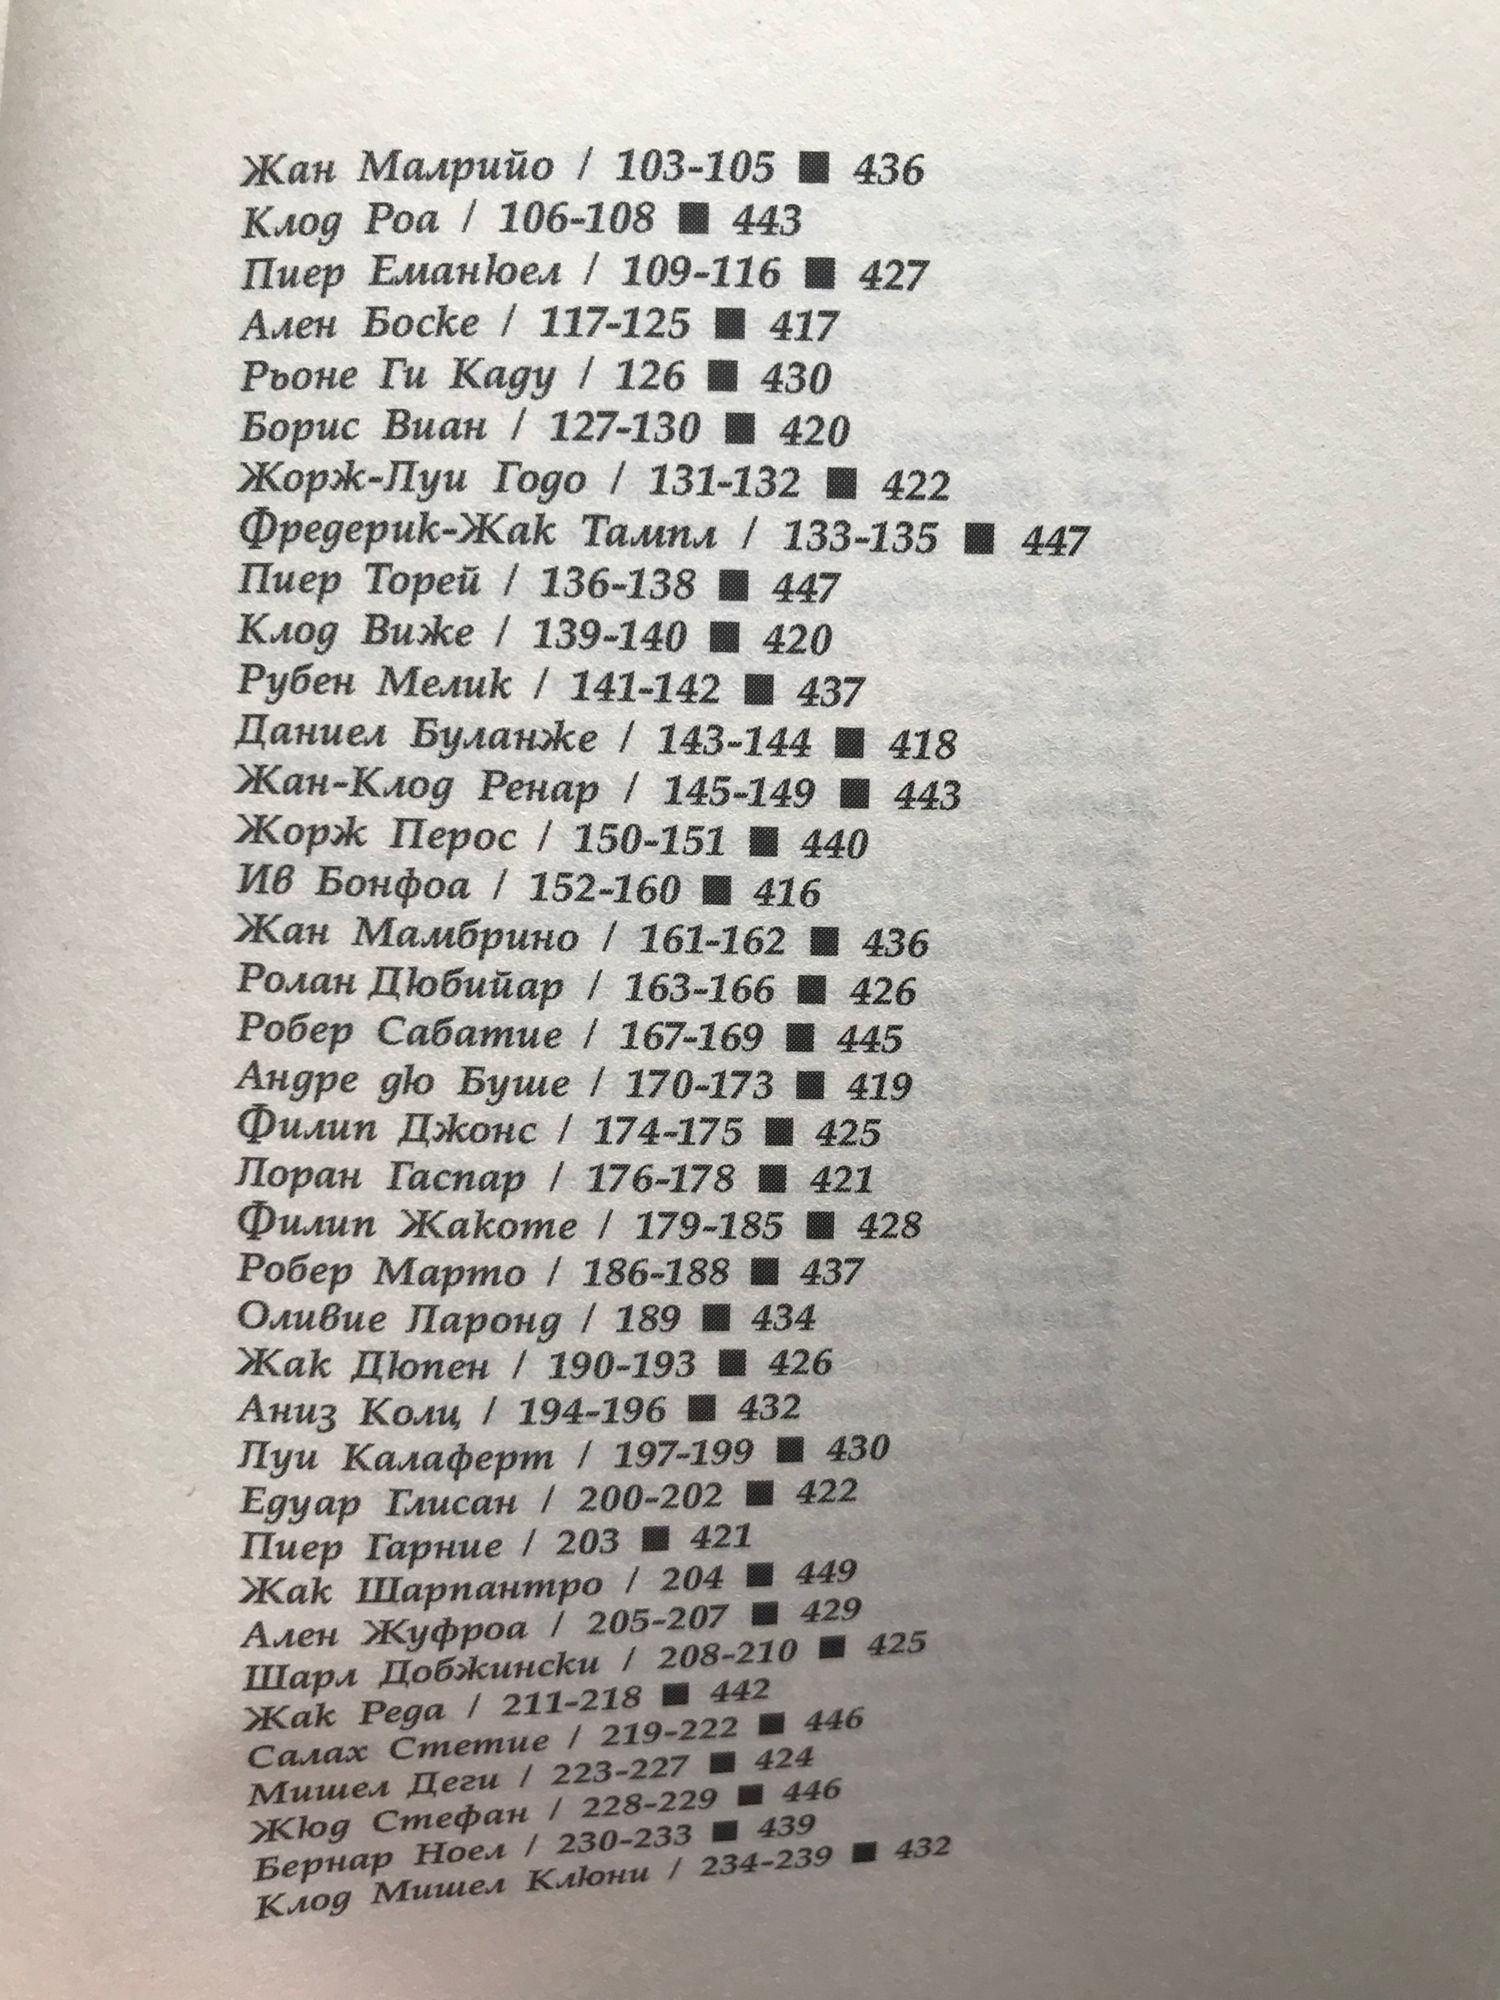 Жан Малрийо / 103-105 ■ 436
Клод Роа / 106-108 ■ 443
Пиер Еманюел / 109-116 ■ 427
Ален Боске / 117-125 ■ 417
Рьоне Ги Каду / 126 ■ 430
Борис Виан / 127-130 ■ 420
Жорж-Луи Годо / 131-132 ■ 422
Фредерик-Жак Тампл / 133-135 ■ 447
Пиер Торей / 136-138 ■ 447
Клод Виже / 139-140 ■ 420
Рубен Мелик / 141-142 ■ 437
Даниел Буланже / 143-144 ■ 418
Жан-Клод Ренар / 145-149 ■ 443
Жорж Перос / 150-151 ■ 440
Ив Бонфоа / 152-160 ■ 416
Жан Мамбрино / 161-162 ■ 436
Ролан Дюбийар / 163-166 ■ 426
Робер Сабатие / 167-169 ■ 445
Андре дю Буше / 170-173 ■ 419
Филип Джонс / 174-175 ■ 425
Лоран Гаспар / 176-178 ■ 421
Филип Жакоте / 179-185 ■ 428
Робер Марто / 186-188 ■ 437
Оливие Ларонд / 189 ■ 434
Жак Дюпен / 190-193 ■ 426
Аниз Колц / 194-196 ■ 432
Луи Калаферт / 197-199 ■ 430
Едуар Глисан / 200-202 ■ 422
Пиер Гарние / 203 ■ 421
Жак Шарпантро / 204 ■ 449
Ален Жуфроа / 205-207 ■ 429
Шарл Добжински / 208-210 ■ 425
Жак Реда / 211-218 ■ 442
Салах Стетие / 219-222 ■ 446
Мишел Деги / 223-227 ■ 424
Жюд Стефан / 228-229 ■ 446
Бернар Ноел / 230-233 ■ 439
Клод Мишел Клюни / 234-239 ■ 432